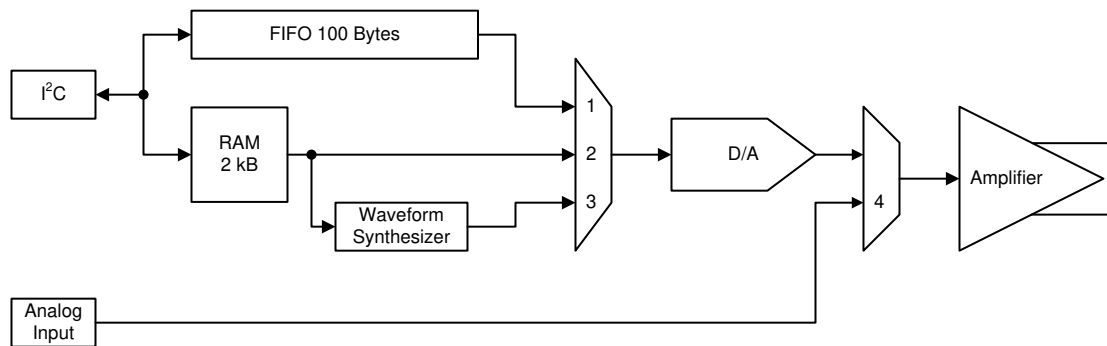 FIFO 100 Bytes
I²C
1
RAM
2 kB
2
D/A
Amplifier
3
4
Waveform
Synthesizer
Analog
Input